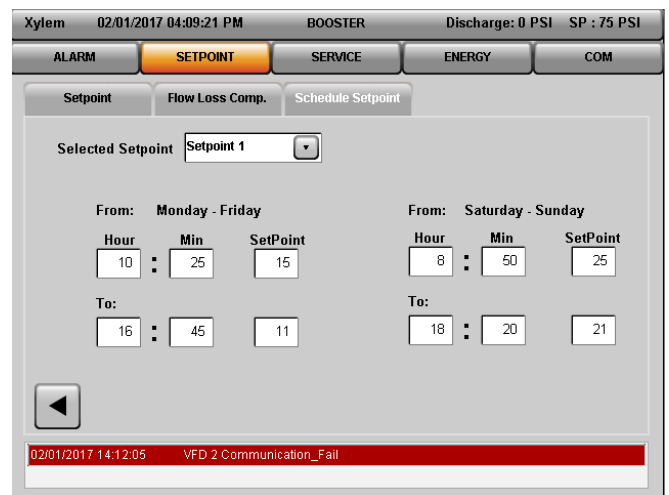 Xylem 02/01/2017 04:09:21 PM BOOSTER Discharge: 0 PSI SP : 75 PSI
ALARM SETPOINT SERVICE ENERGY COM
Setpoint Flow Loss Comp. Schedule Setpoint
Selected Setpoint Setpoint 1
From: Monday - Friday From: Saturday - Sunday
Hour Min SetPoint Hour Min SetPoint
10 : 25 15 8 : 50 25
To: To:
16 : 45 11 18 : 20 21
02/01/2017 14:12:05 VFD 2 Communication_Fail